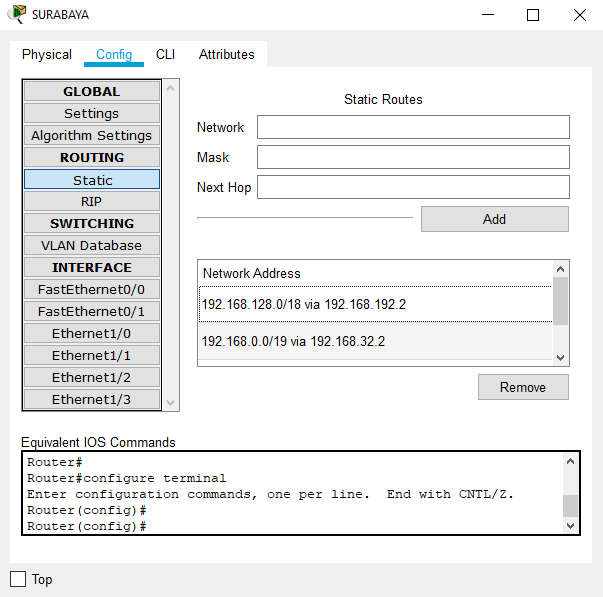 SURABAYA
Physical Config CLI Attributes
GLOBAL
Settings
Algorithm Settings
ROUTING
Static
RIP
SWITCHING
VLAN Database
INTERFACE
FastEthernet0/0
FastEthernet0/1
Ethernet1/0
Ethernet1/1
Ethernet1/2
Ethernet1/3
Static Routes
Network
Mask
Next Hop
Add
Network Address
192.168.128.0/18 via 192.168.192.2
192.168.0.0/19 via 192.168.32.2
Remove
Equivalent IOS Commands
Router#
Router#configure terminal
Enter configuration commands, one per line.  End with CNTL/Z.
Router(config)#
Router(config)#
Top